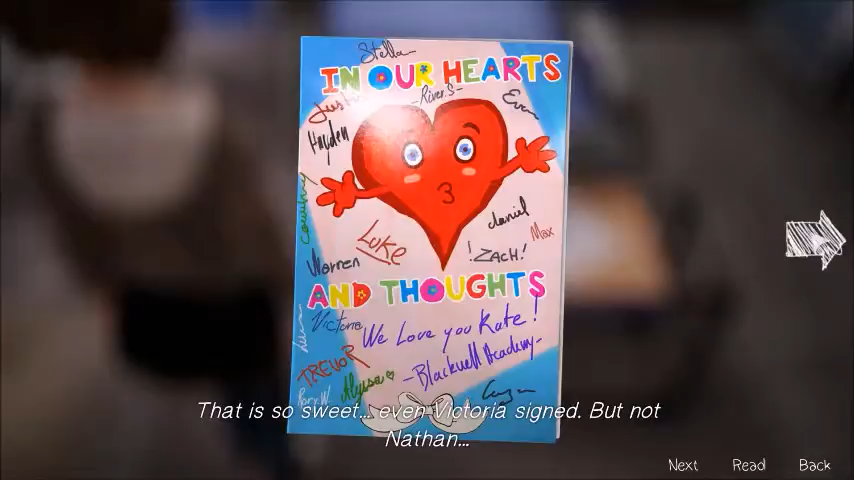 Stella
IN OUR HEARTS
-River.S-
Evan
Justin
Hayden
Courtney
daniel
Luke
Max
!ZACH!
Warren
AND THOUGHTS
Victoria
We Love you Kate!
-Blackwell Academy-
TREVOR
Alyssa
That is so sweet... even Victoria signed. But not
Nathan...
Next Read Back